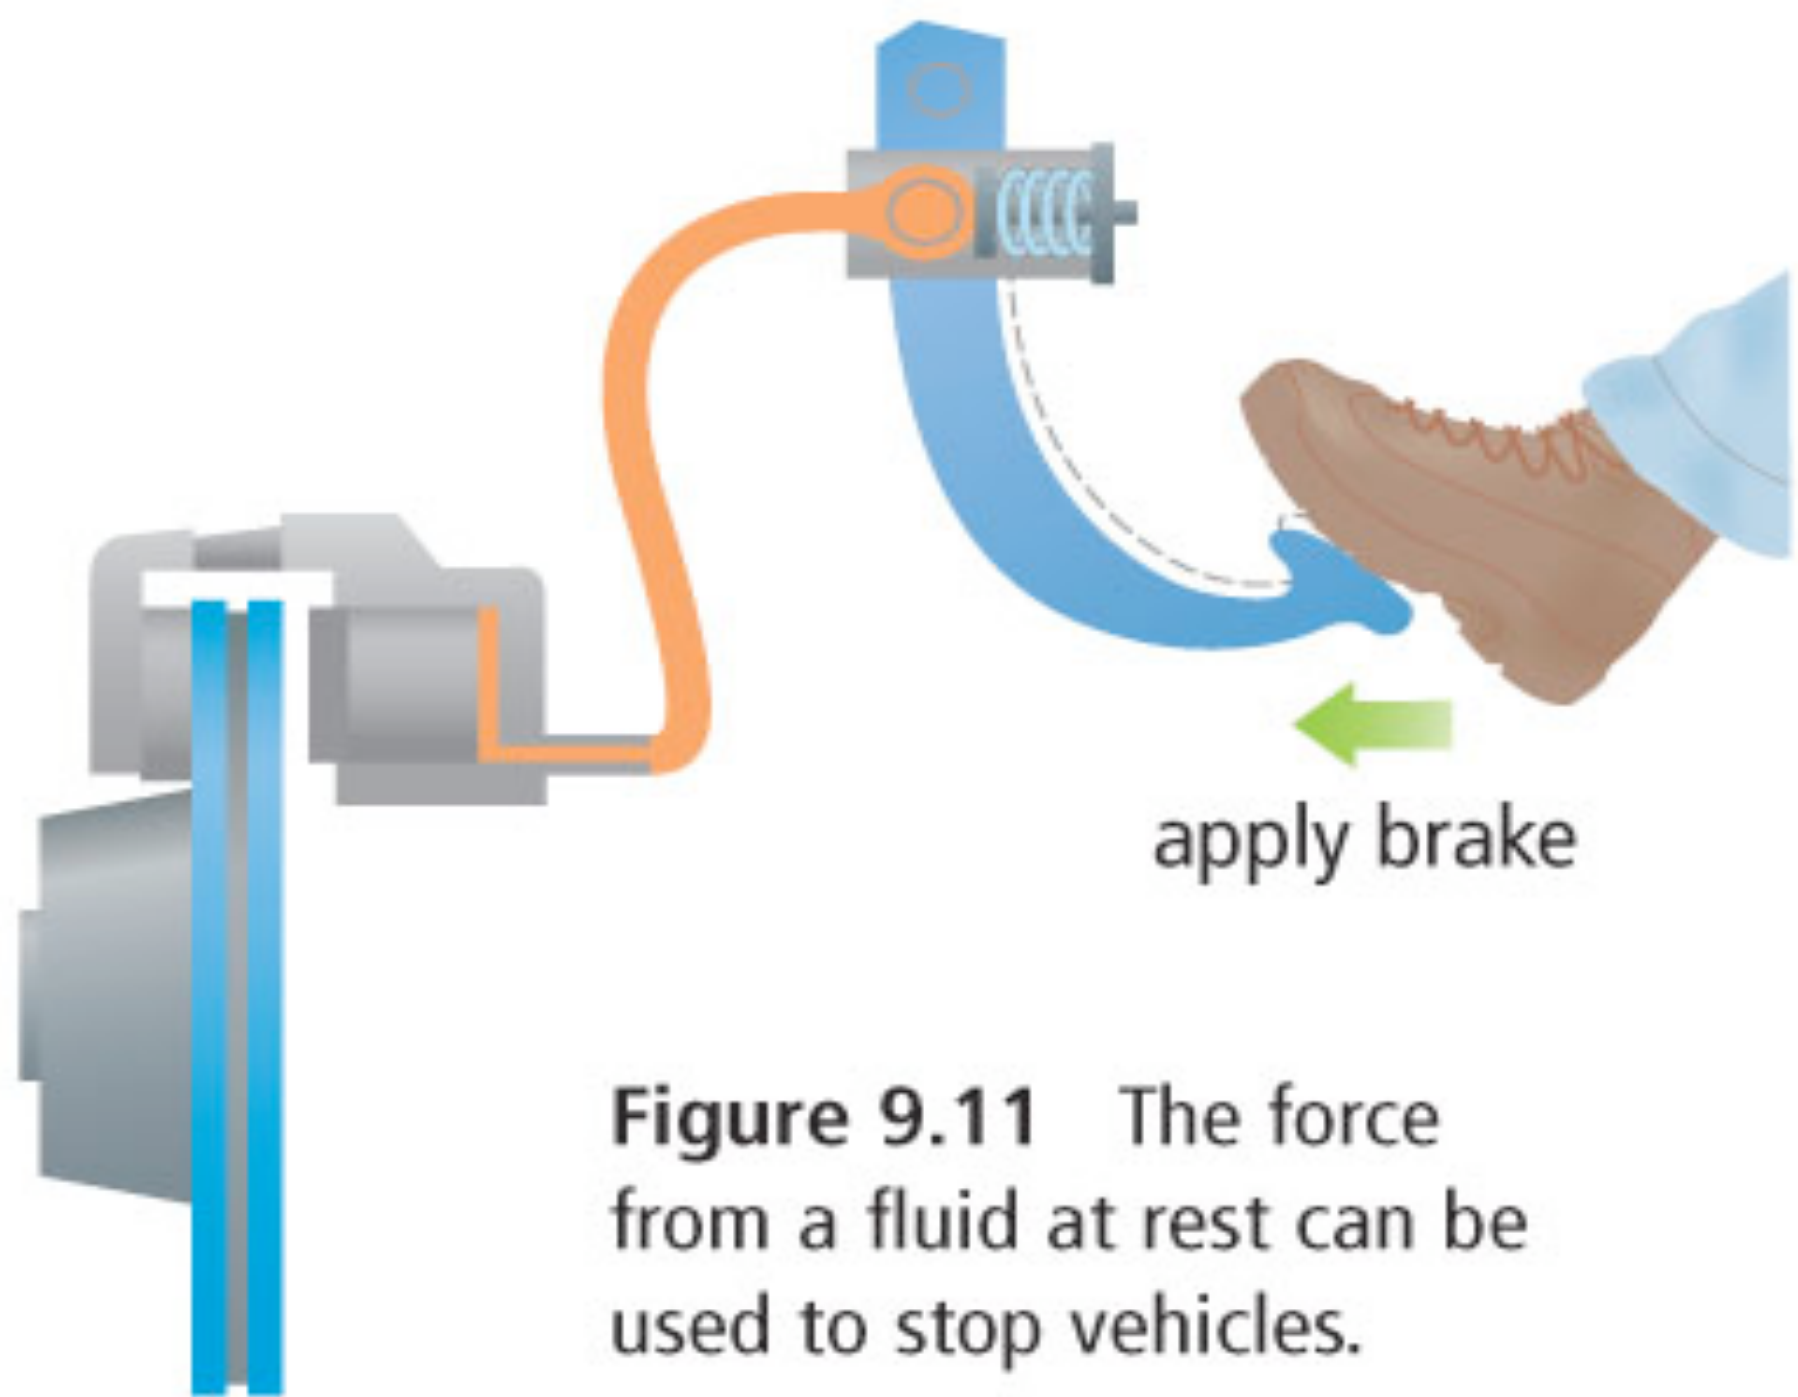 apply brake
Figure 9.11 The force
from a fluid at rest can be
used to stop vehicles.